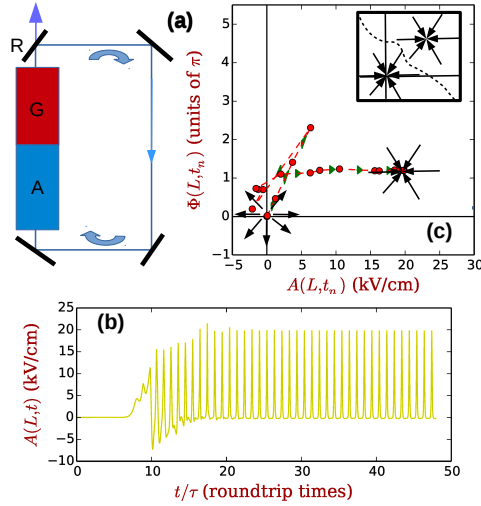 R
G
A
(a)
Φ(L,tₙ) (units of π)
5
4
3
2
1
0
−1
−5 0 5 10 15 20 25 30
A(L,tₙ) (kV/cm)
(c)
(b)
A(L,t) (kV/cm)
25
20
15
10
5
0
−5
−10
0 10 20 30 40 50
t/τ (roundtrip times)